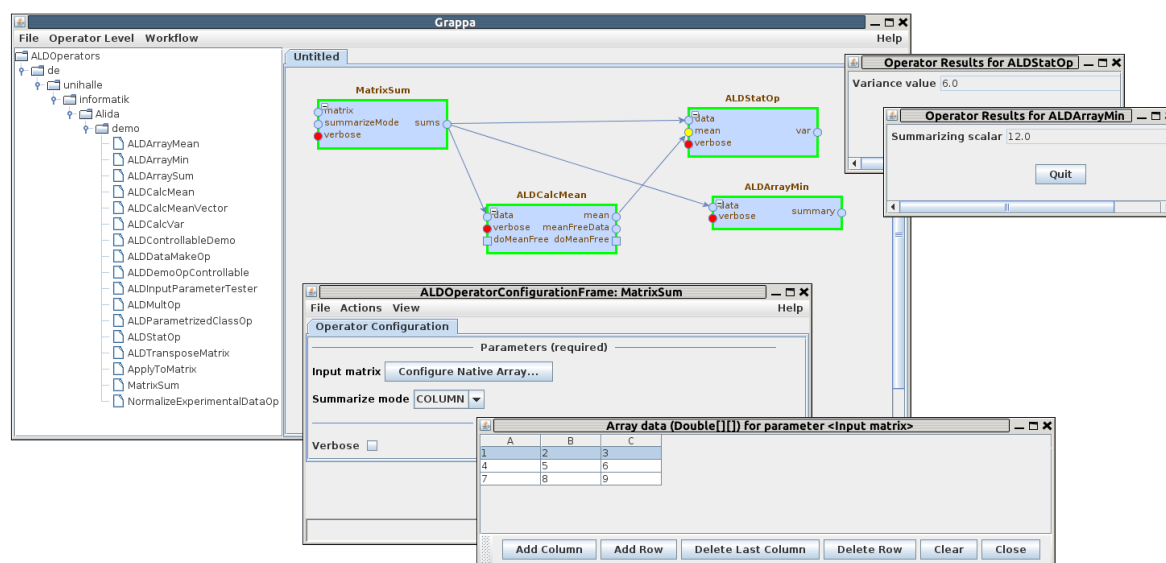 Grappa
File Operator Level Workflow Help
ALDOperators
de
unihalle
informatik
Alida
demo
ALDArrayMean
ALDArrayMin
ALDArraySum
ALDCalcMean
ALDCalcMeanVector
ALDCalcVar
ALDControllableDemo
ALDDataMakeOp
ALDDemoOpControllable
ALDInputParameterTester
ALDMultOp
ALDParametrizedClassOp
ALDStatOp
ALDTransposeMatrix
ApplyToMatrix
MatrixSum
NormalizeExperimentalDataOp
Untitled
MatrixSum
matrix
summarizeMode sums
verbose
ALDStatOp
data
mean var
verbose
ALDCalcMean
data mean
verbose meanFreeData
doMeanFree doMeanFree
ALDArrayMin
data summary
verbose
Operator Results for ALDStatOp
Variance value 6.0
Operator Results for ALDArrayMin
Summarizing scalar 12.0
Quit
ALDOperatorConfigurationFrame: MatrixSum
File Actions View Help
Operator Configuration
Parameters (required)
Input matrix Configure Native Array...
Summarize mode COLUMN
Verbose
Array data (Double[][]) for parameter <Input matrix>
A B C
1 2 3
4 5 6
7 8 9
Add Column Add Row Delete Last Column Delete Row Clear Close